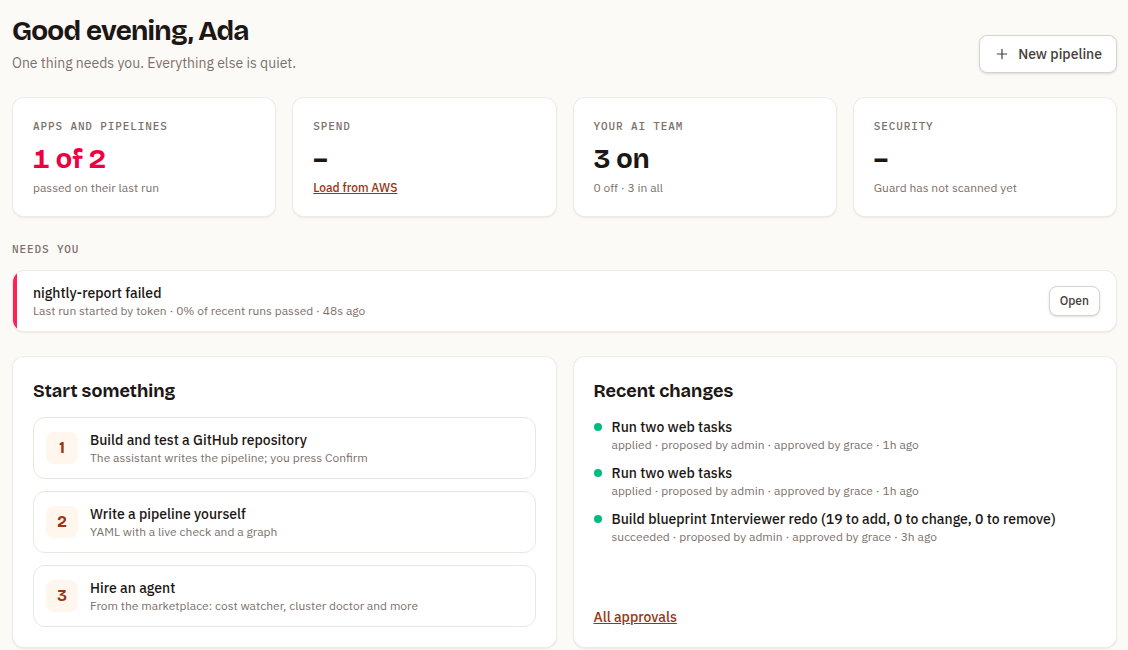 Good evening, Ada
One thing needs you. Everything else is quiet.
+ New pipeline
APPS AND PIPELINES
1 of 2
passed on their last run
SPEND
–
Load from AWS
YOUR AI TEAM
3 on
0 off · 3 in all
SECURITY
–
Guard has not scanned yet
NEEDS YOU
nightly-report failed
Last run started by token · 0% of recent runs passed · 48s ago
Open
Start something
1
Build and test a GitHub repository
The assistant writes the pipeline; you press Confirm
2
Write a pipeline yourself
YAML with a live check and a graph
3
Hire an agent
From the marketplace: cost watcher, cluster doctor and more
Recent changes
Run two web tasks
applied · proposed by admin · approved by grace · 1h ago
Run two web tasks
applied · proposed by admin · approved by grace · 1h ago
Build blueprint Interviewer redo (19 to add, 0 to change, 0 to remove)
succeeded · proposed by admin · approved by grace · 3h ago
All approvals